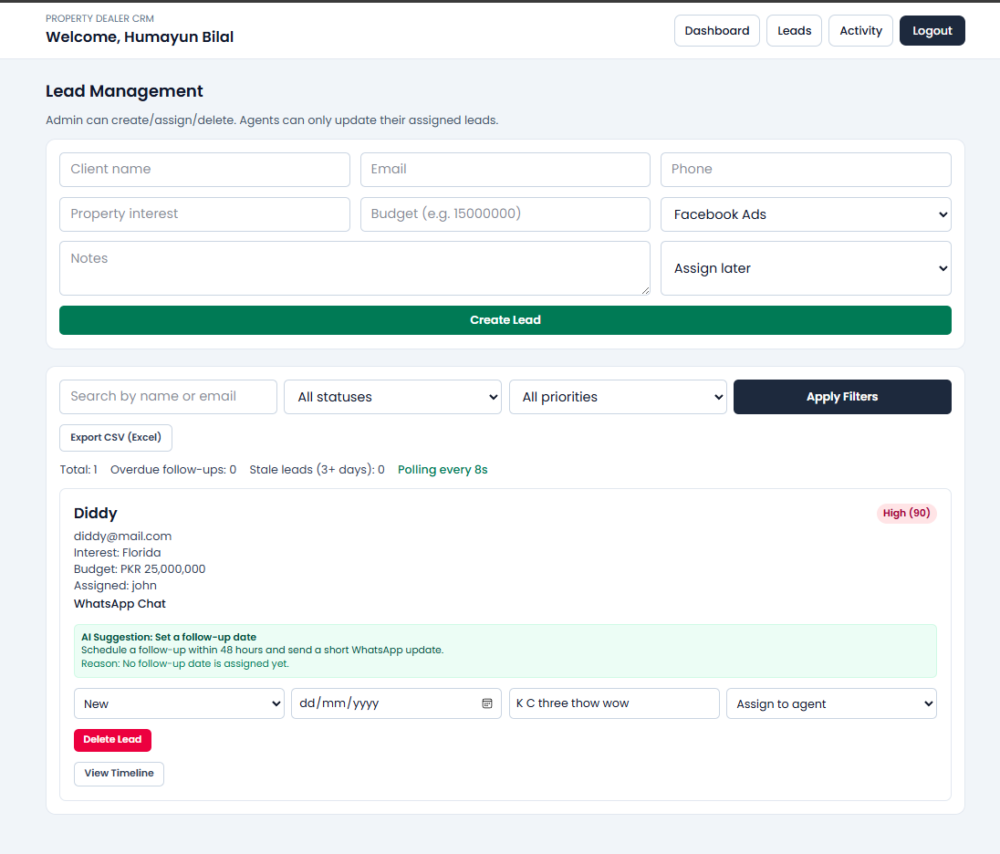 PROPERTY DEALER CRM
Welcome, Humayun Bilal
Dashboard
Leads
Activity
Logout
Lead Management
Admin can create/assign/delete. Agents can only update their assigned leads.
Client name
Email
Phone
Property interest
Budget (e.g. 15000000)
Facebook Ads
Notes
Assign later
Create Lead
Search by name or email
All statuses
All priorities
Apply Filters
Export CSV (Excel)
Total: 1 Overdue follow-ups: 0 Stale leads (3+ days): 0 Polling every 8s
Diddy
High (90)
diddy@mail.com
Interest: Florida
Budget: PKR 25,000,000
Assigned: john
WhatsApp Chat
AI Suggestion: Set a follow-up date
Schedule a follow-up within 48 hours and send a short WhatsApp update.
Reason: No follow-up date is assigned yet.
New
dd/mm/yyyy
K C three thow wow
Assign to agent
Delete Lead
View Timeline